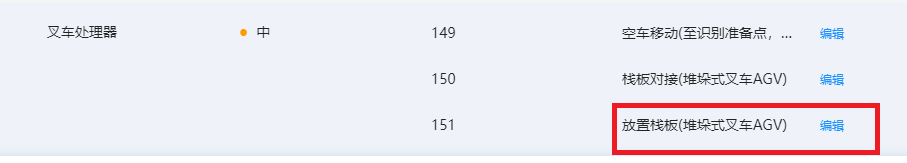 叉车处理器 中 149 空车移动(至识别准备点，... 编辑
150 栈板对接(堆垛式叉车AGV) 编辑
151 放置栈板(堆垛式叉车AGV) 编辑